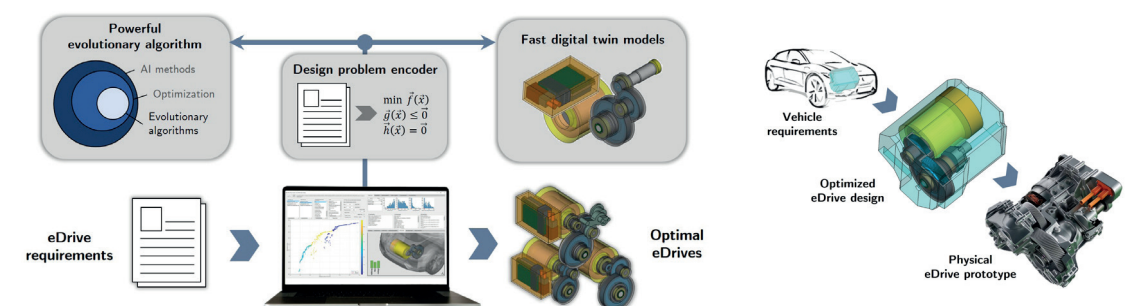 Powerful
evolutionary algorithm
AI methods
Optimization
Evolutionary
algorithms
Design problem encoder
min f⃗(x⃗)
g⃗(x⃗) ≤ 0⃗
h⃗(x⃗) = 0⃗
Fast digital twin models
eDrive
requirements
Optimal
eDrives
Vehicle
requirements
Optimized
eDrive design
Physical
eDrive prototype